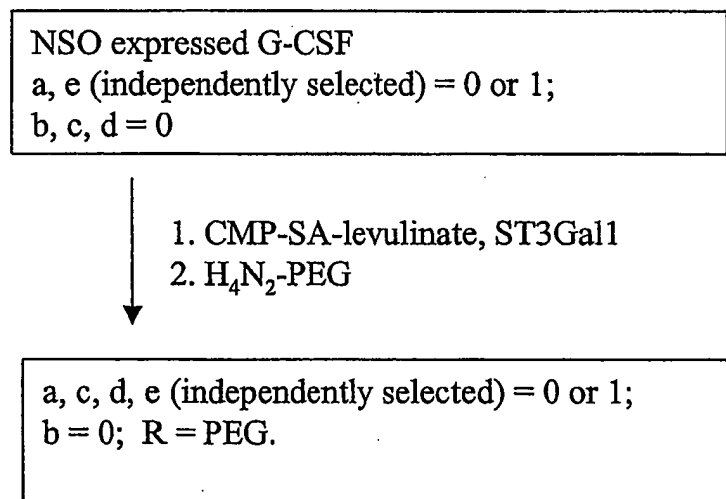 NSO expressed G-CSF
a, e (independently selected) = 0 or 1;
b, c, d = 0
1. CMP-SA-levulinate, ST3Gal1
2. H₄N₂-PEG
a, c, d, e (independently selected) = 0 or 1;
b = 0; R = PEG.